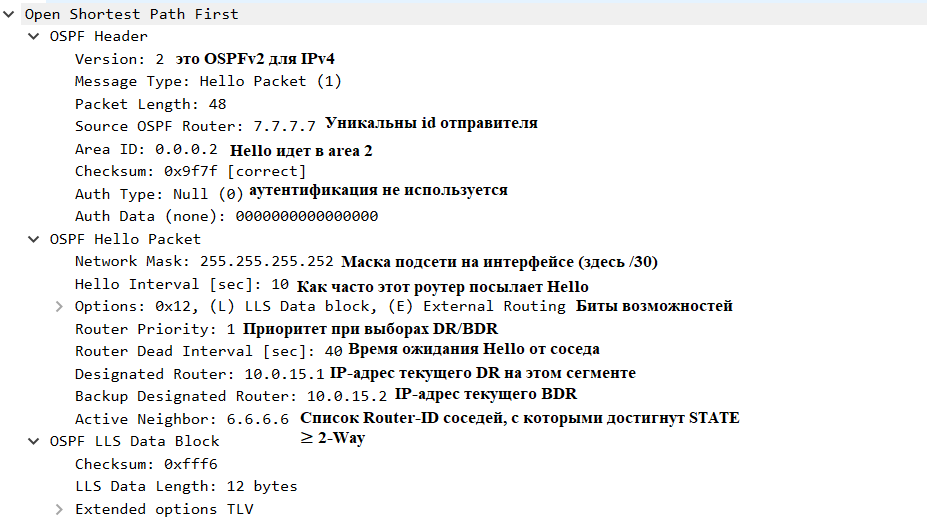 Open Shortest Path First
OSPF Header
Version: 2 это OSPFv2 для IPv4
Message Type: Hello Packet (1)
Packet Length: 48
Source OSPF Router: 7.7.7.7 Уникальны id отправителя
Area ID: 0.0.0.2 Hello идет в area 2
Checksum: 0x9f7f [correct]
Auth Type: Null (0) аутентификация не используется
Auth Data (none): 0000000000000000
OSPF Hello Packet
Network Mask: 255.255.255.252 Маска подсети на интерфейсе (здесь /30)
Hello Interval [sec]: 10 Как часто этот роутер посылает Hello
Options: 0x12, (L) LLS Data block, (E) External Routing Биты возможностей
Router Priority: 1 Приоритет при выборах DR/BDR
Router Dead Interval [sec]: 40 Время ожидания Hello от соседа
Designated Router: 10.0.15.1 IP-адрес текущего DR на этом сегменте
Backup Designated Router: 10.0.15.2 IP-адрес текущего BDR
Active Neighbor: 6.6.6.6 Список Router-ID соседей, с которыми достигнут STATE
≥ 2-Way
OSPF LLS Data Block
Checksum: 0xfff6
LLS Data Length: 12 bytes
Extended options TLV